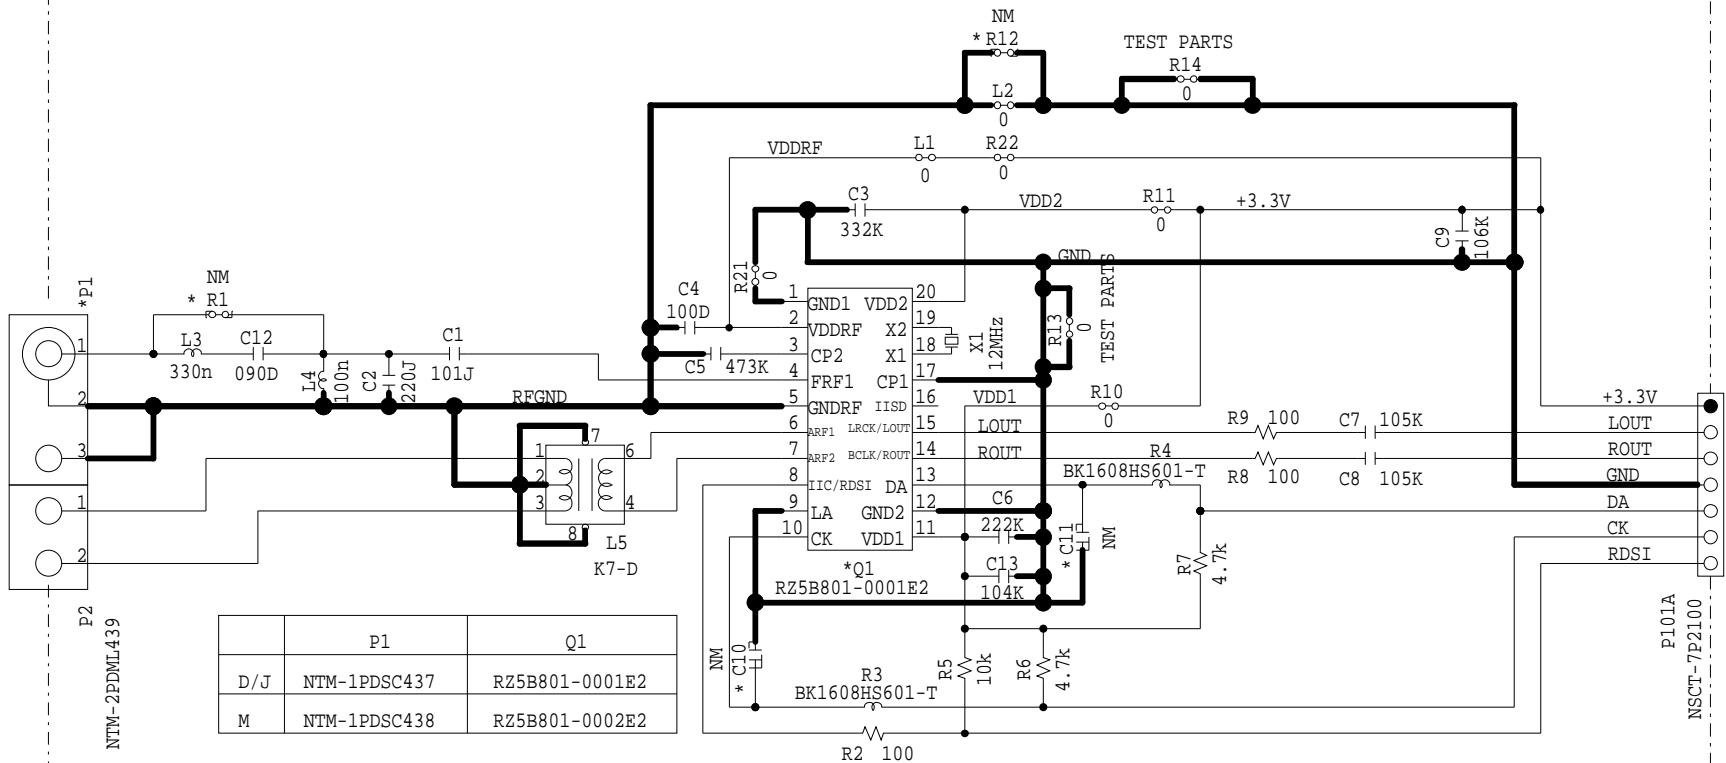 NM
* R12
TEST PARTS
R14
0
L2
0
VDDRF
L1
0
R22
0
C3
332K
VDD2
R11
0
+3.3V
C9
106K
GND
R21
0
TEST PARTS
R13
0
*P1
NM
* R1
L3
330n
C12
090D
L4
100n
C2
220J
C1
101J
C4
100D
C5
473K
1
2
3
1
2
RFGND
1 GND1 VDD2 20
2 VDDRF X2 19
3 CP2 X1 18
4 FRF1 CP1 17
5 GNDRF IISD 16
6 ARF1 LRCK/LOUT 15
7 ARF2 BCLK/ROUT 14
8 IIC/RDSI DA 13
9 LA GND2 12
10 CK VDD1 11
X1
12MHz
VDD1
R10
0
LOUT
ROUT
R9 100
C7 105K
R8 100
C8 105K
R4
BK1608HS601-T
+3.3V
LOUT
ROUT
GND
DA
CK
RDSI
7
1
2
3
6
4
8
L5
K7-D
C6
222K
C13
104K
* C11
NM
R7
4.7k
*Q1
RZ5B801-0001E2
P2
NTM-2PDML439
P1 Q1
D/J NTM-1PDSC437 RZ5B801-0001E2
M NTM-1PDSC438 RZ5B801-0002E2
NM
* C10
R3
BK1608HS601-T
R5
10k
R6
4.7k
R2 100
P101A
NSCT-7P2100